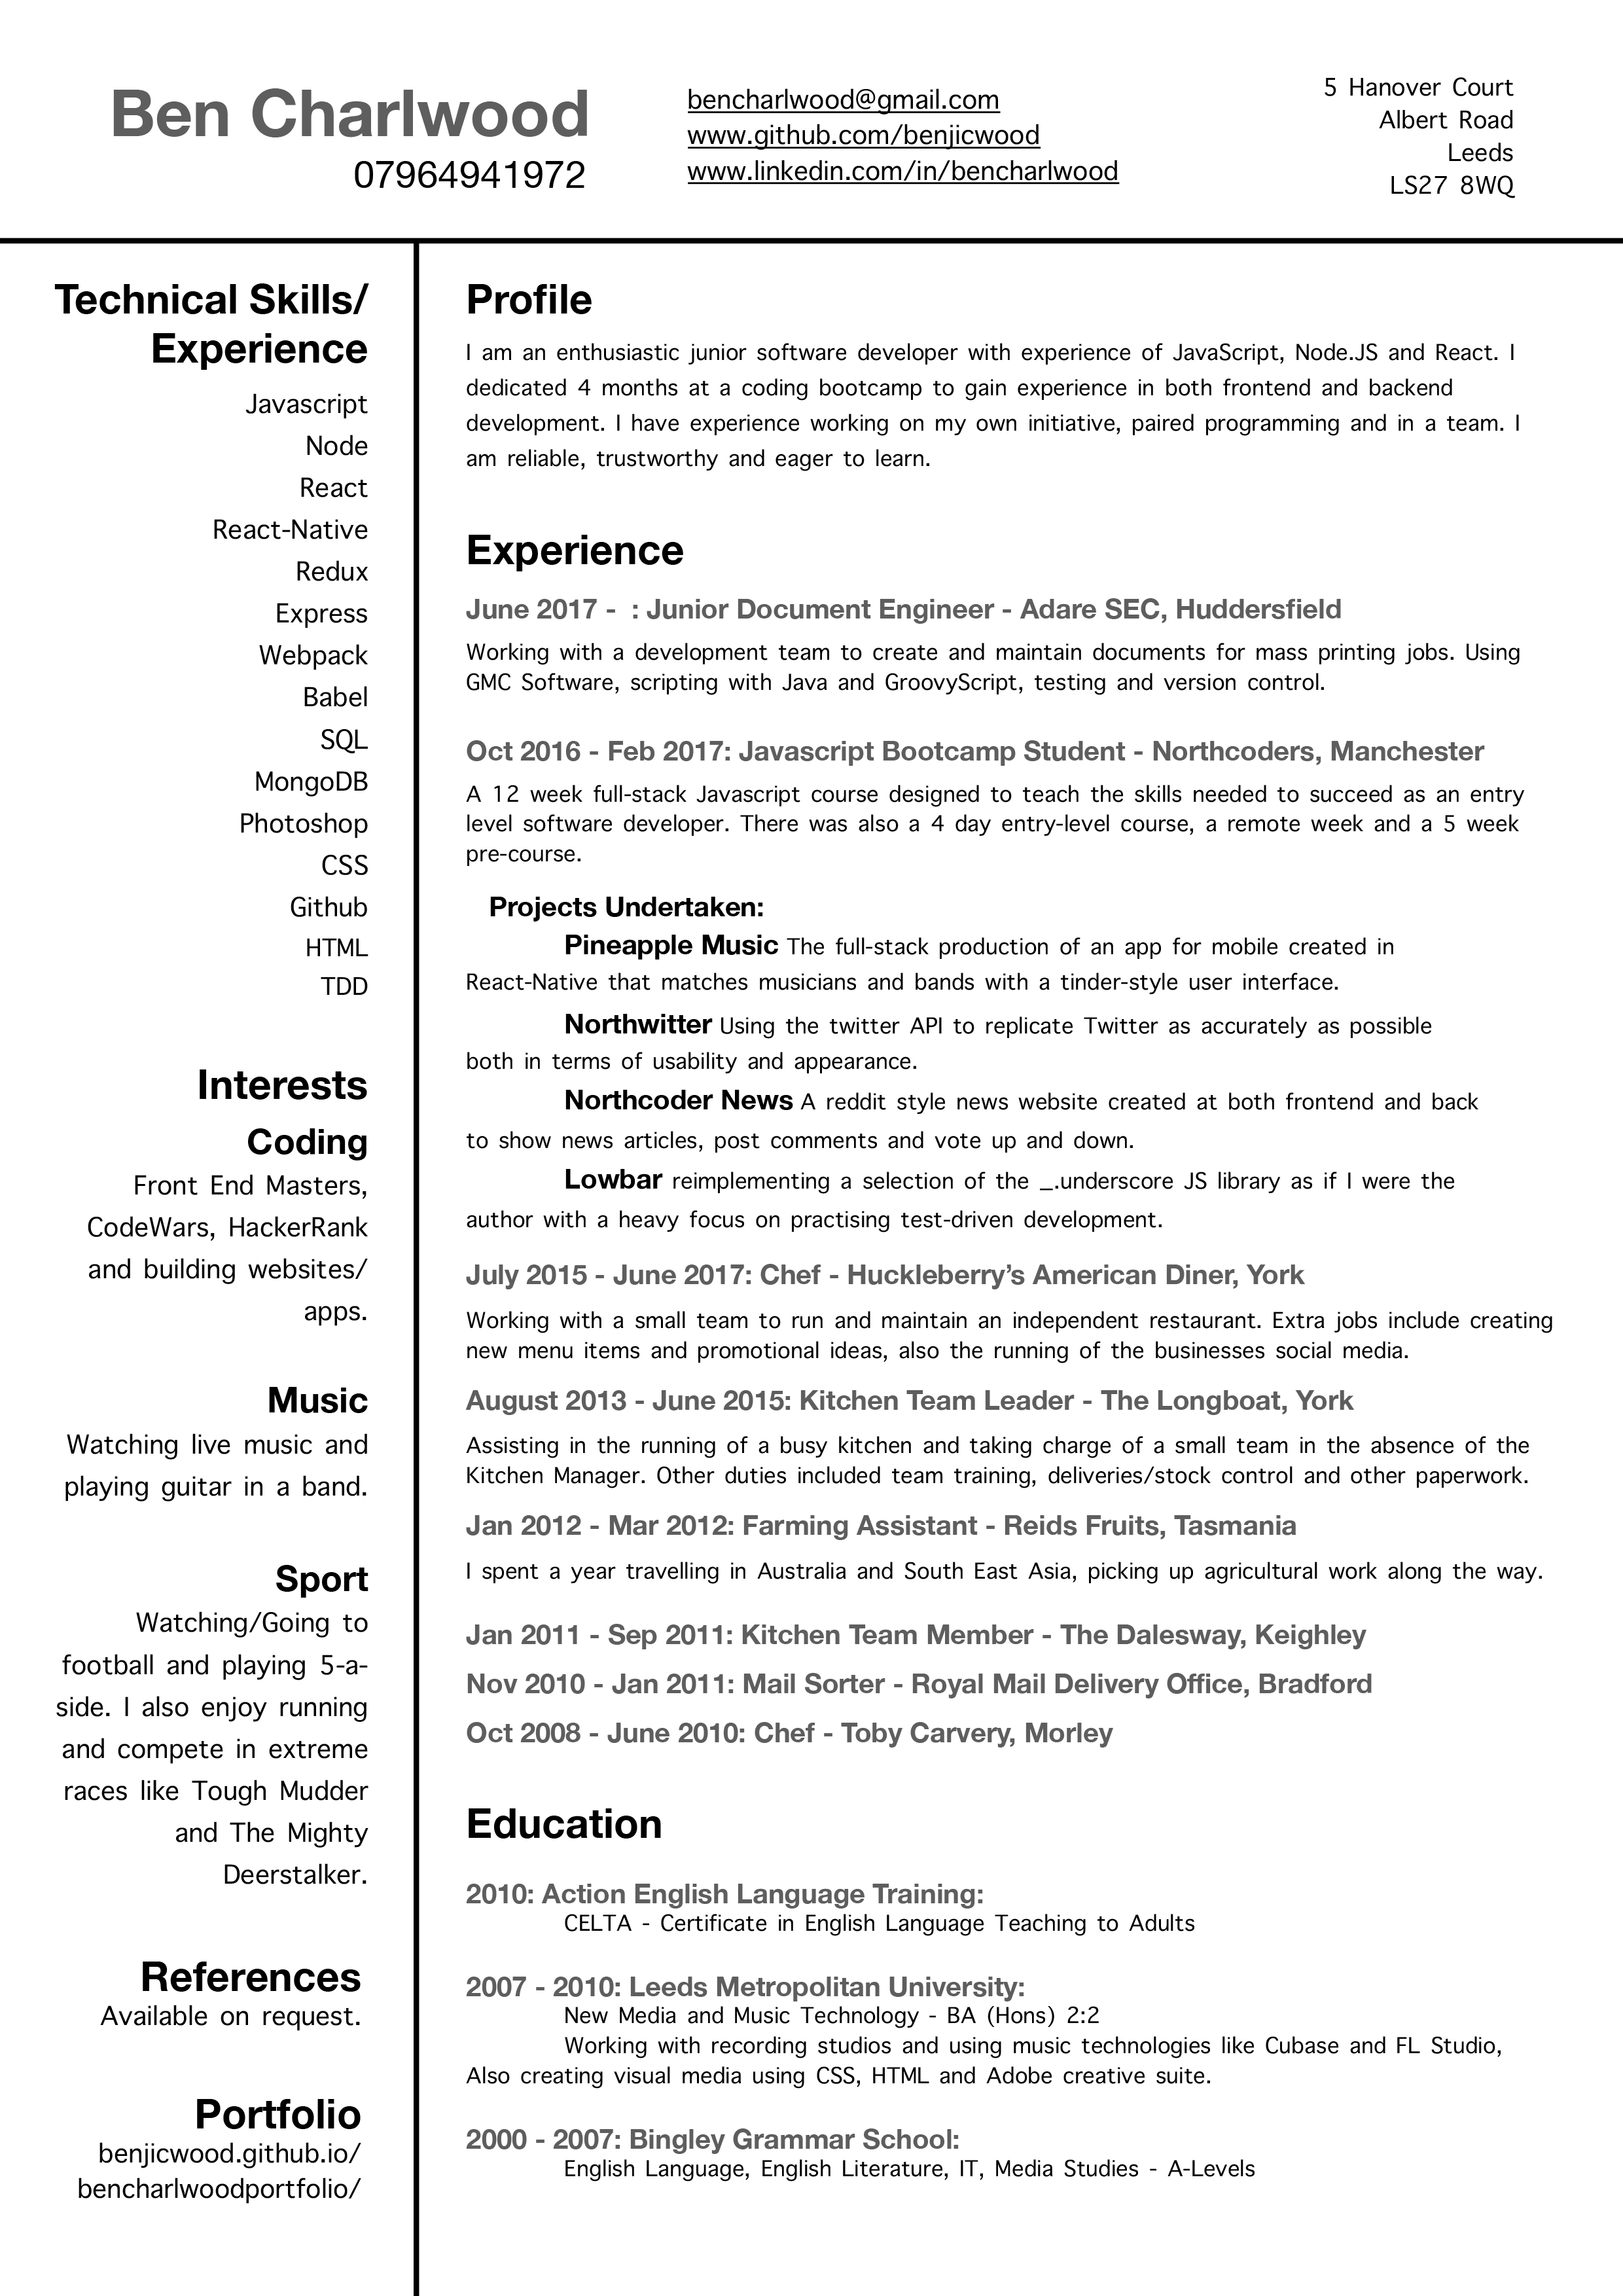 Ben Charlwood
07964941972
bencharlwood@gmail.com
www.github.com/benjicwood
www.linkedin.com/in/bencharlwood
5 Hanover Court
Albert Road
Leeds
LS27 8WQ
Technical Skills/
Experience
Javascript
Node
React
React-Native
Redux
Express
Webpack
Babel
SQL
MongoDB
Photoshop
CSS
Github
HTML
TDD
Interests
Coding
Front End Masters,
CodeWars, HackerRank
and building websites/
apps.
Music
Watching live music and
playing guitar in a band.
Sport
Watching/Going to
football and playing 5-a-
side. I also enjoy running
and compete in extreme
races like Tough Mudder
and The Mighty
Deerstalker.
References
Available on request.
Portfolio
benjicwood.github.io/
bencharlwoodportfolio/
Profile
I am an enthusiastic junior software developer with experience of JavaScript, Node.JS and React. I
dedicated 4 months at a coding bootcamp to gain experience in both frontend and backend
development. I have experience working on my own initiative, paired programming and in a team. I
am reliable, trustworthy and eager to learn.
Experience
June 2017 -  : Junior Document Engineer - Adare SEC, Huddersfield
Working with a development team to create and maintain documents for mass printing jobs. Using
GMC Software, scripting with Java and GroovyScript, testing and version control.
Oct 2016 - Feb 2017: Javascript Bootcamp Student - Northcoders, Manchester
A 12 week full-stack Javascript course designed to teach the skills needed to succeed as an entry
level software developer. There was also a 4 day entry-level course, a remote week and a 5 week
pre-course.
Projects Undertaken:
Pineapple Music The full-stack production of an app for mobile created in
React-Native that matches musicians and bands with a tinder-style user interface.
Northwitter Using the twitter API to replicate Twitter as accurately as possible
both in terms of usability and appearance.
Northcoder News A reddit style news website created at both frontend and back
to show news articles, post comments and vote up and down.
Lowbar reimplementing a selection of the _.underscore JS library as if I were the
author with a heavy focus on practising test-driven development.
July 2015 - June 2017: Chef - Huckleberry’s American Diner, York
Working with a small team to run and maintain an independent restaurant. Extra jobs include creating
new menu items and promotional ideas, also the running of the businesses social media.
August 2013 - June 2015: Kitchen Team Leader - The Longboat, York
Assisting in the running of a busy kitchen and taking charge of a small team in the absence of the
Kitchen Manager. Other duties included team training, deliveries/stock control and other paperwork.
Jan 2012 - Mar 2012: Farming Assistant - Reids Fruits, Tasmania
I spent a year travelling in Australia and South East Asia, picking up agricultural work along the way.
Jan 2011 - Sep 2011: Kitchen Team Member - The Dalesway, Keighley
Nov 2010 - Jan 2011: Mail Sorter - Royal Mail Delivery Office, Bradford
Oct 2008 - June 2010: Chef - Toby Carvery, Morley
Education
2010: Action English Language Training:
CELTA - Certificate in English Language Teaching to Adults
2007 - 2010: Leeds Metropolitan University:
New Media and Music Technology - BA (Hons) 2:2
Working with recording studios and using music technologies like Cubase and FL Studio,
Also creating visual media using CSS, HTML and Adobe creative suite.
2000 - 2007: Bingley Grammar School:
English Language, English Literature, IT, Media Studies - A-Levels